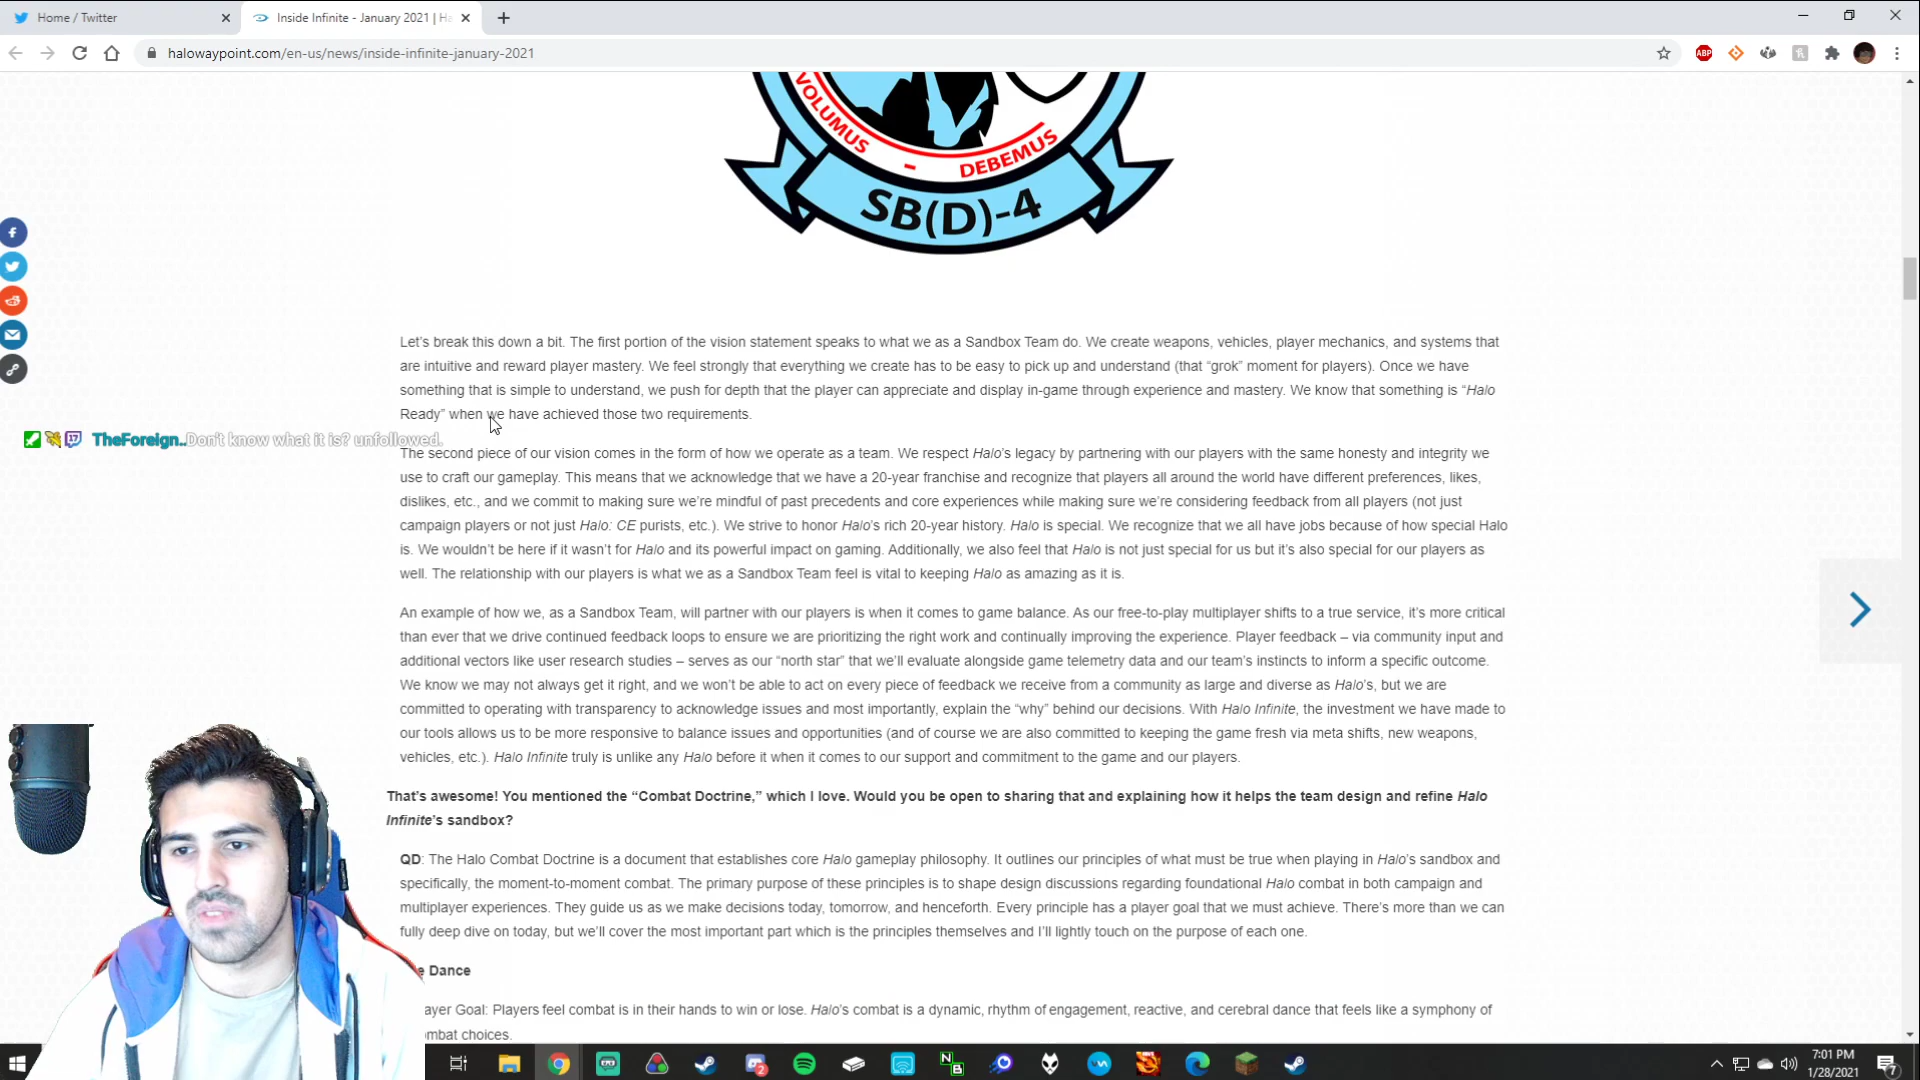 Home / Twitter
Inside Infinite - January 2021 | Ha
halowaypoint.com/en-us/news/inside-infinite-january-2021
ABP
VOLUMUS - DEBEMUS
SB(D)-4
Let's break this down a bit. The first portion of the vision statement speaks to what we as a Sandbox Team do. We create weapons, vehicles, player mechanics, and systems that
are intuitive and reward player mastery. We feel strongly that everything we create has to be easy to pick up and understand (that “grok” moment for players). Once we have
something that is simple to understand, we push for depth that the player can appreciate and display in-game through experience and mastery. We know that something is “Halo
Ready” when we have achieved those two requirements.
17 TheForeign..Don't know what it is? unfollowed.
The second piece of our vision comes in the form of how we operate as a team. We respect Halo's legacy by partnering with our players with the same honesty and integrity we
use to craft our gameplay. This means that we acknowledge that we have a 20-year franchise and recognize that players all around the world have different preferences, likes,
dislikes, etc., and we commit to making sure we're mindful of past precedents and core experiences while making sure we're considering feedback from all players (not just
campaign players or not just Halo: CE purists, etc.). We strive to honor Halo's rich 20-year history. Halo is special. We recognize that we all have jobs because of how special Halo
is. We wouldn't be here if it wasn't for Halo and its powerful impact on gaming. Additionally, we also feel that Halo is not just special for us but it's also special for our players as
well. The relationship with our players is what we as a Sandbox Team feel is vital to keeping Halo as amazing as it is.
An example of how we, as a Sandbox Team, will partner with our players is when it comes to game balance. As our free-to-play multiplayer shifts to a true service, it's more critical
than ever that we drive continued feedback loops to ensure we are prioritizing the right work and continually improving the experience. Player feedback – via community input and
additional vectors like user research studies – serves as our “north star” that we'll evaluate alongside game telemetry data and our team's instincts to inform a specific outcome.
We know we may not always get it right, and we won't be able to act on every piece of feedback we receive from a community as large and diverse as Halo's, but we are
committed to operating with transparency to acknowledge issues and most importantly, explain the “why” behind our decisions. With Halo Infinite, the investment we have made to
our tools allows us to be more responsive to balance issues and opportunities (and of course we are also committed to keeping the game fresh via meta shifts, new weapons,
vehicles, etc.). Halo Infinite truly is unlike any Halo before it when it comes to our support and commitment to the game and our players.
That's awesome! You mentioned the “Combat Doctrine,” which I love. Would you be open to sharing that and explaining how it helps the team design and refine Halo
Infinite's sandbox?
QD: The Halo Combat Doctrine is a document that establishes core Halo gameplay philosophy. It outlines our principles of what must be true when playing in Halo's sandbox and
specifically, the moment-to-moment combat. The primary purpose of these principles is to shape design discussions regarding foundational Halo combat in both campaign and
multiplayer experiences. They guide us as we make decisions today, tomorrow, and henceforth. Every principle has a player goal that we must achieve. There's more than we can
fully deep dive on today, but we'll cover the most important part which is the principles themselves and I'll lightly touch on the purpose of each one.
e Dance
ayer Goal: Players feel combat is in their hands to win or lose. Halo's combat is a dynamic, rhythm of engagement, reactive, and cerebral dance that feels like a symphony of
mbat choices.
2
N
B
7:01 PM
1/28/2021
7